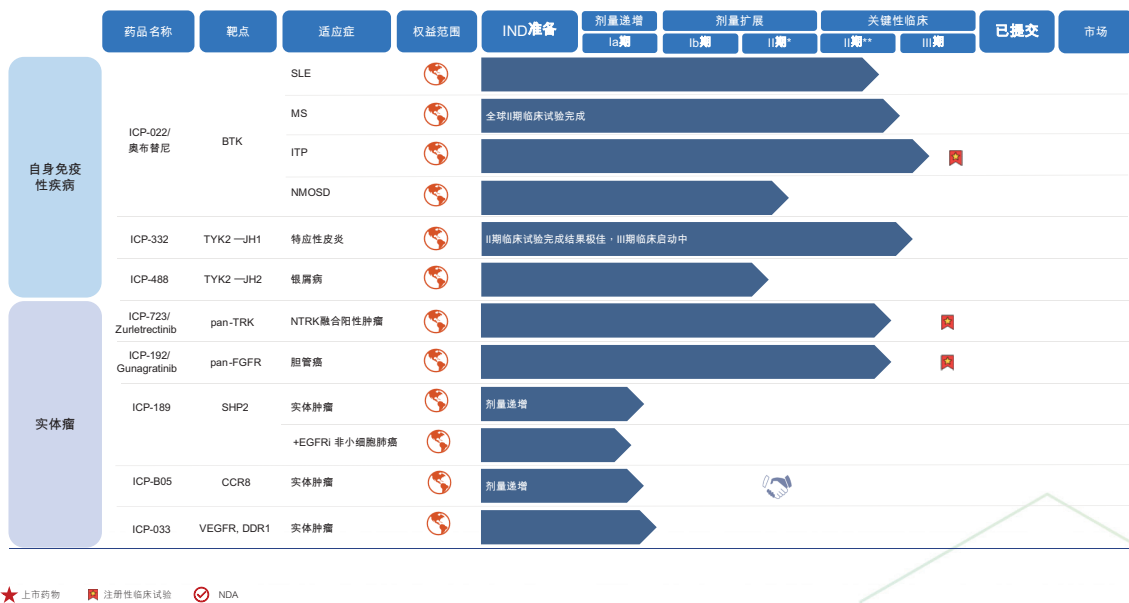 药品名称
靶点
适应症
权益范围
IND准备
剂量递增
剂量扩展
关键性临床
Ia期
Ib期
II期*
II期**
III期
已提交
市场
自身免疫
性疾病
ICP-022/
奥布替尼
BTK
SLE
MS
全球II期临床试验完成
ITP
NMOSD
ICP-332
TYK2 —JH1
特应性皮炎
II期临床试验完成结果极佳，III期临床启动中
ICP-488
TYK2 —JH2
银屑病
实体瘤
ICP-723/
Zurletrectinib
pan-TRK
NTRK融合阳性肿瘤
ICP-192/
Gunagratinib
pan-FGFR
胆管癌
ICP-189
SHP2
实体肿瘤
剂量递增
+EGFRi 非小细胞肺癌
ICP-B05
CCR8
实体肿瘤
剂量递增
ICP-033
VEGFR, DDR1
实体肿瘤
上市药物
注册性临床试验
NDA